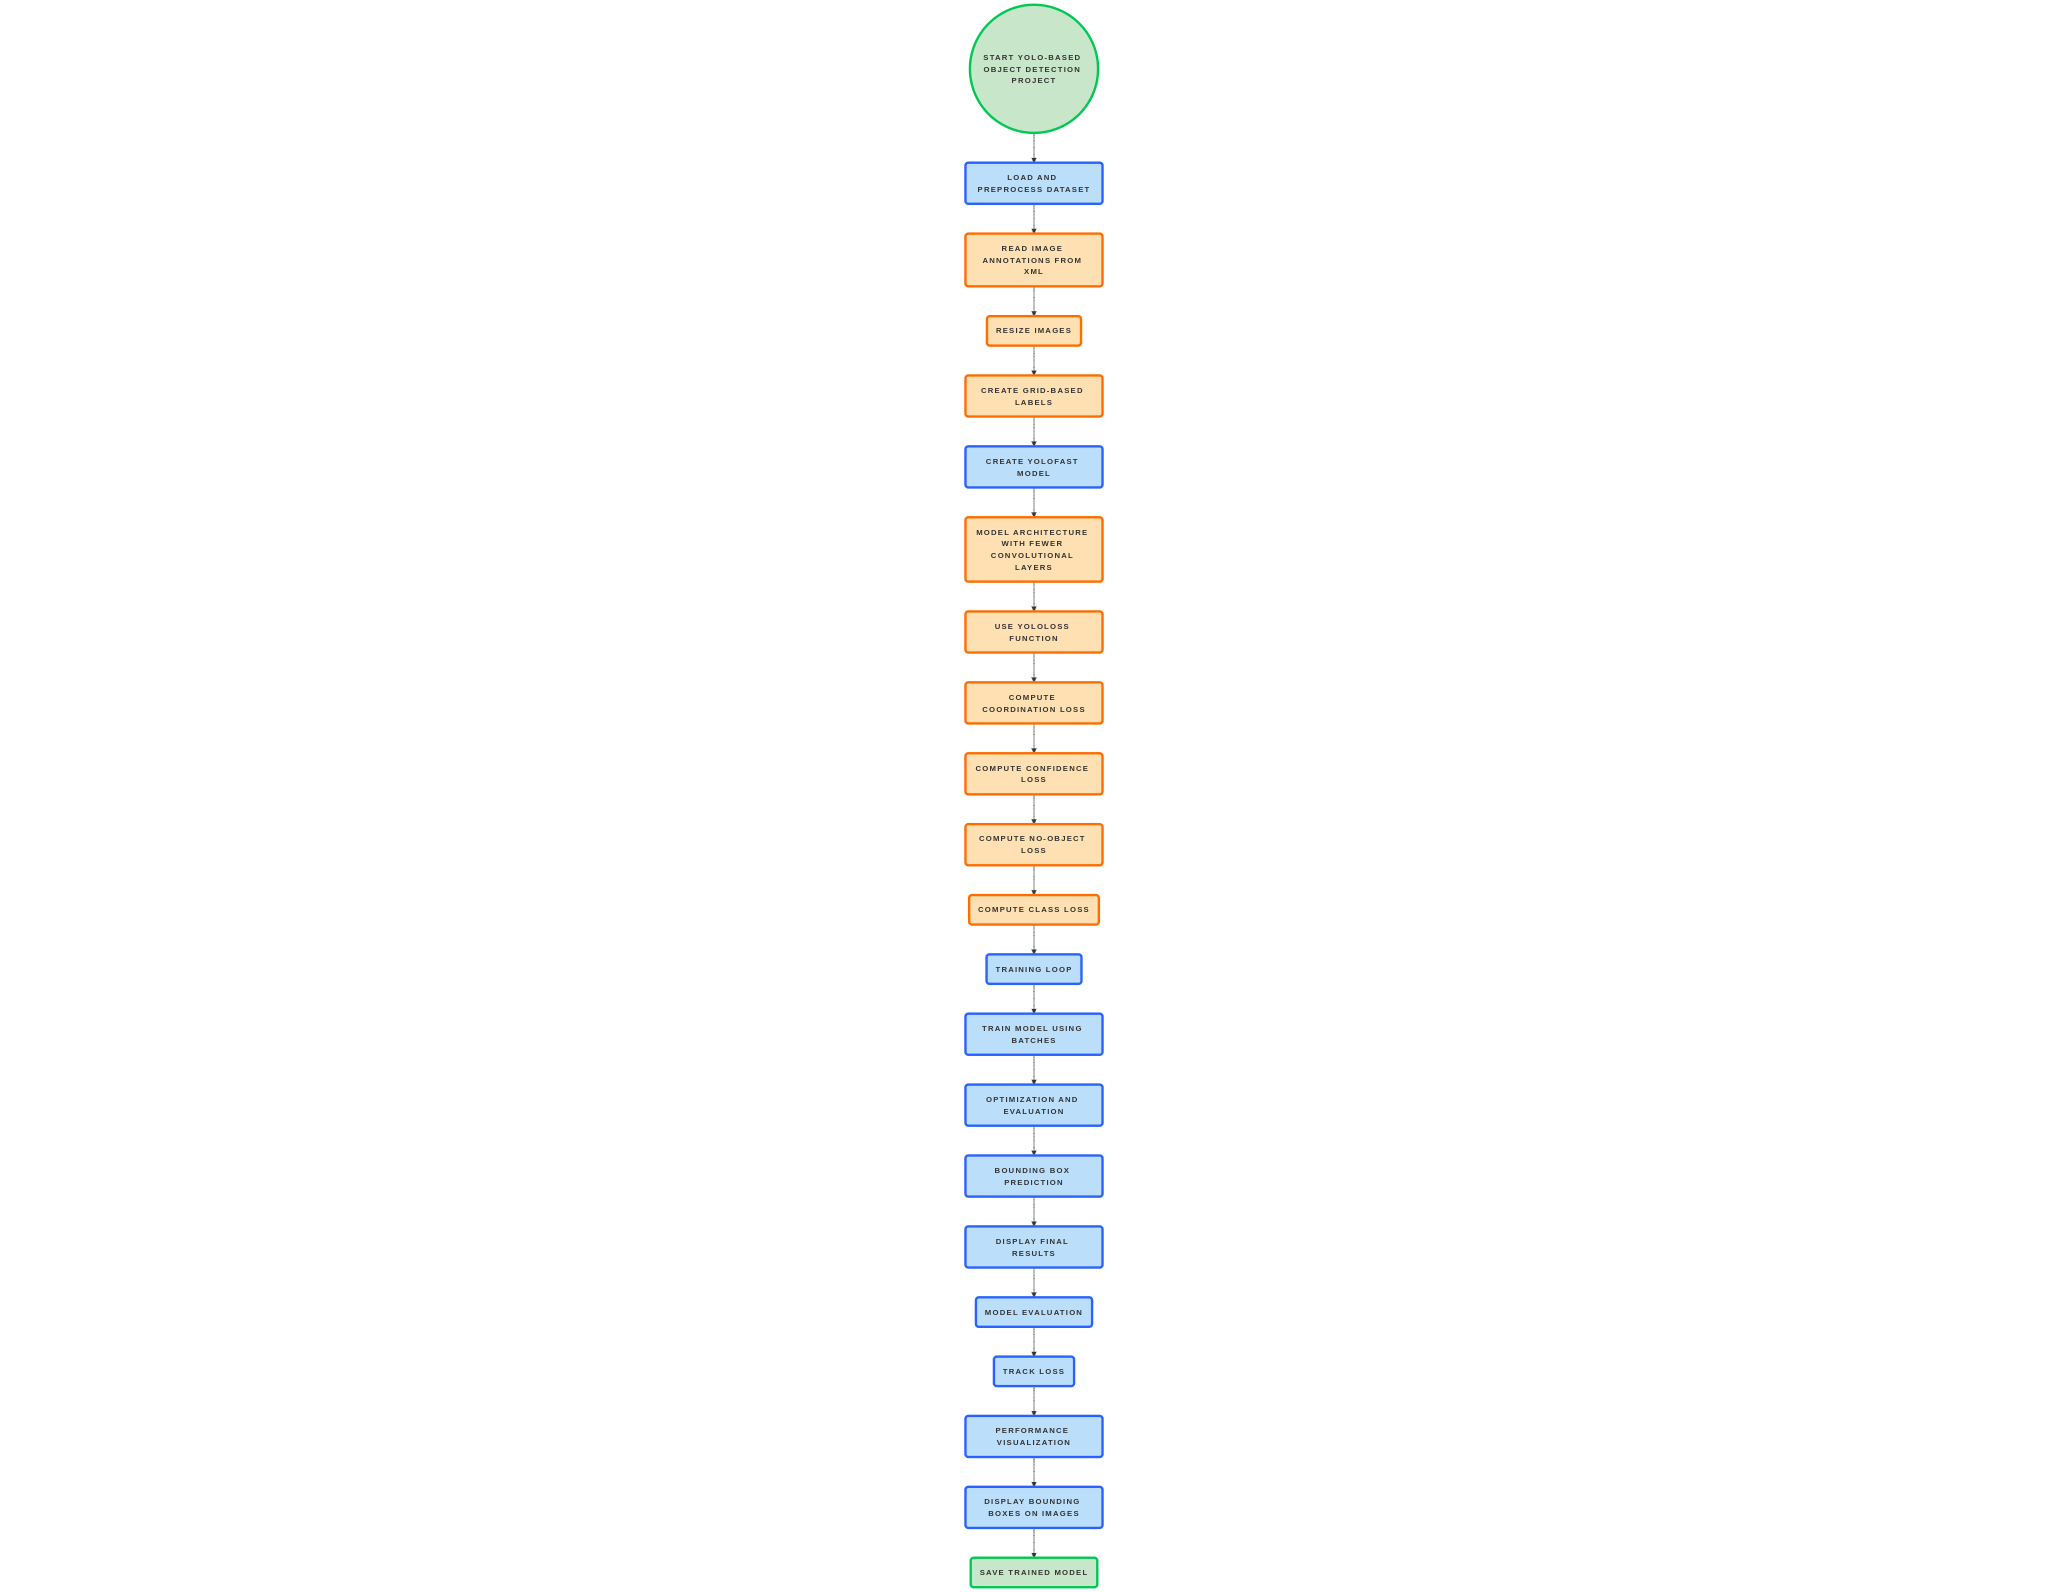 START YOLO-BASED
OBJECT DETECTION
PROJECT
LOAD AND
PREPROCESS DATASET
READ IMAGE
ANNOTATIONS FROM
XML
RESIZE IMAGES
CREATE GRID-BASED
LABELS
CREATE YOLOFAST
MODEL
MODEL ARCHITECTURE
WITH FEWER
CONVOLUTIONAL
LAYERS
USE YOLOLOSS
FUNCTION
COMPUTE
COORDINATION LOSS
COMPUTE CONFIDENCE
LOSS
COMPUTE NO-OBJECT
LOSS
COMPUTE CLASS LOSS
TRAINING LOOP
TRAIN MODEL USING
BATCHES
OPTIMIZATION AND
EVALUATION
BOUNDING BOX
PREDICTION
DISPLAY FINAL
RESULTS
MODEL EVALUATION
TRACK LOSS
PERFORMANCE
VISUALIZATION
DISPLAY BOUNDING
BOXES ON IMAGES
SAVE TRAINED MODEL